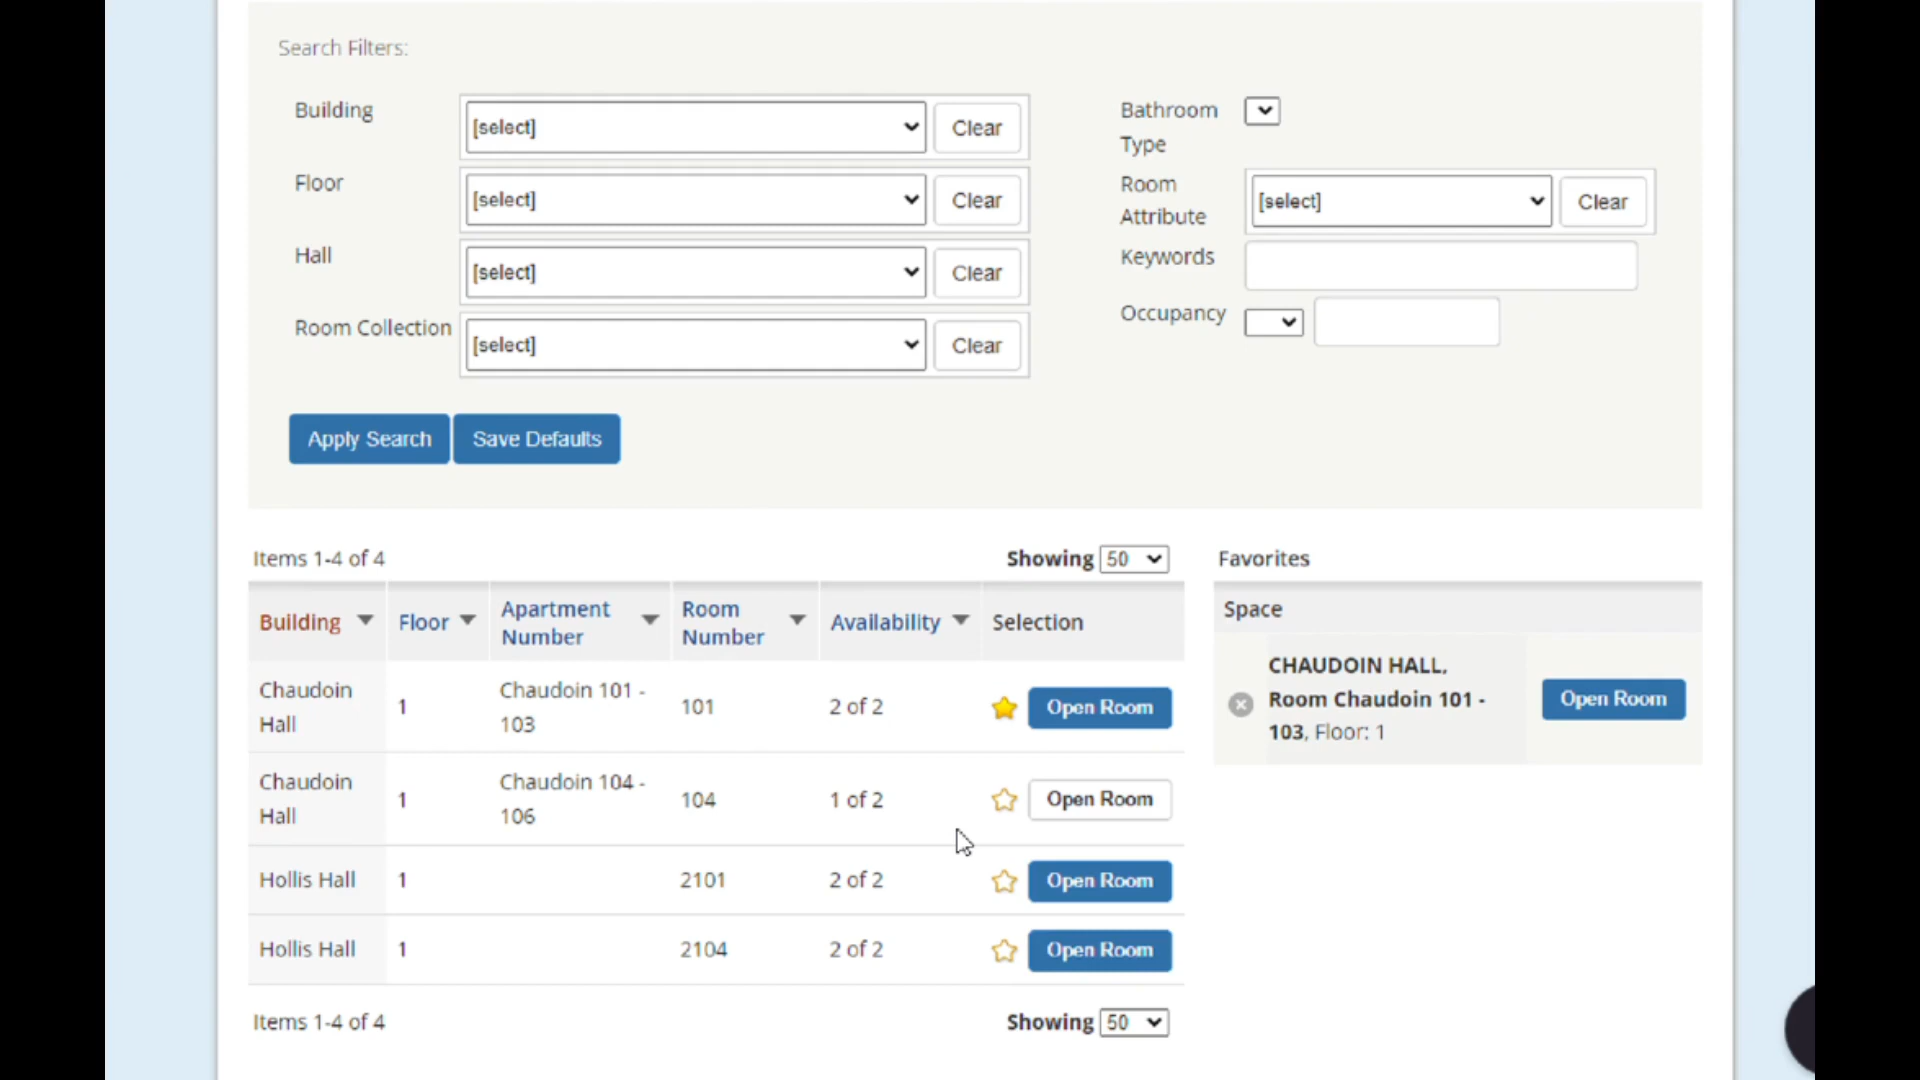 Search Filters:
Building
[select]
Clear
Floor
[select]
Clear
Hall
[select]
Clear
Room Collection
[select]
Clear
Bathroom
Type
Room
Attribute
[select]
Clear
Keywords
Occupancy
Apply Search
Save Defaults
Items 1-4 of 4
Showing 50
Building
Floor
Apartment
Number
Room
Number
Availability
Selection
Chaudoin
Hall
1
Chaudoin 101 -
103
101
2 of 2
Open Room
Chaudoin
Hall
1
Chaudoin 104 -
106
104
1 of 2
Open Room
Hollis Hall
1
2101
2 of 2
Open Room
Hollis Hall
1
2104
2 of 2
Open Room
Items 1-4 of 4
Showing 50
Favorites
Space
CHAUDOIN HALL,
Room Chaudoin 101 -
103, Floor: 1
Open Room